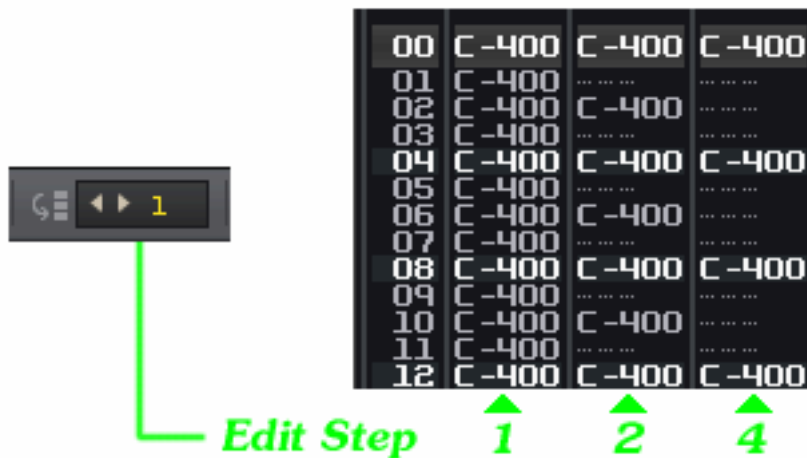 00 C-400 C-400 C-400
01 C-400 ... ... ... ... ... ...
02 C-400 C-400 ... ... ...
03 C-400 ... ... ... ... ... ...
04 C-400 C-400 C-400
05 C-400 ... ... ... ... ... ...
06 C-400 C-400 ... ... ...
07 C-400 ... ... ... ... ... ...
08 C-400 C-400 C-400
09 C-400 ... ... ... ... ... ...
10 C-400 C-400 ... ... ...
11 C-400 ... ... ... ... ... ...
12 C-400 C-400 C-400
1
Edit Step 1 2 4